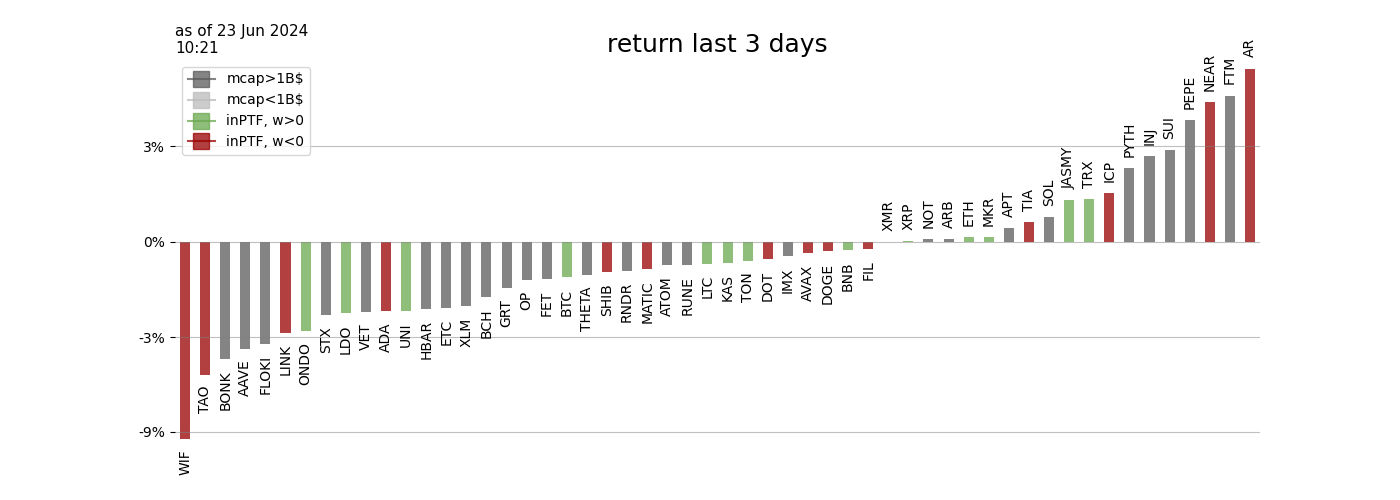 as of 23 Jun 2024
10:21
return last 3 days
mcap>1B$
mcap<1B$
inPTF, w>0
inPTF, w<0
3%
0%
-3%
-9%
WIF
TAO
BONK
AAVE
FLOKI
LINK
ONDO
STX
LDO
VET
ADA
UNI
HBAR
ETC
XLM
BCH
GRT
OP
FET
BTC
THETA
SHIB
RNDR
MATIC
ATOM
RUNE
LTC
KAS
TON
DOT
IMX
AVAX
DOGE
BNB
FIL
XMR
XRP
NOT
ARB
ETH
MKR
APT
TIA
SOL
JASMY
TRX
ICP
PYTH
INJ
SUI
PEPE
NEAR
FTM
AR